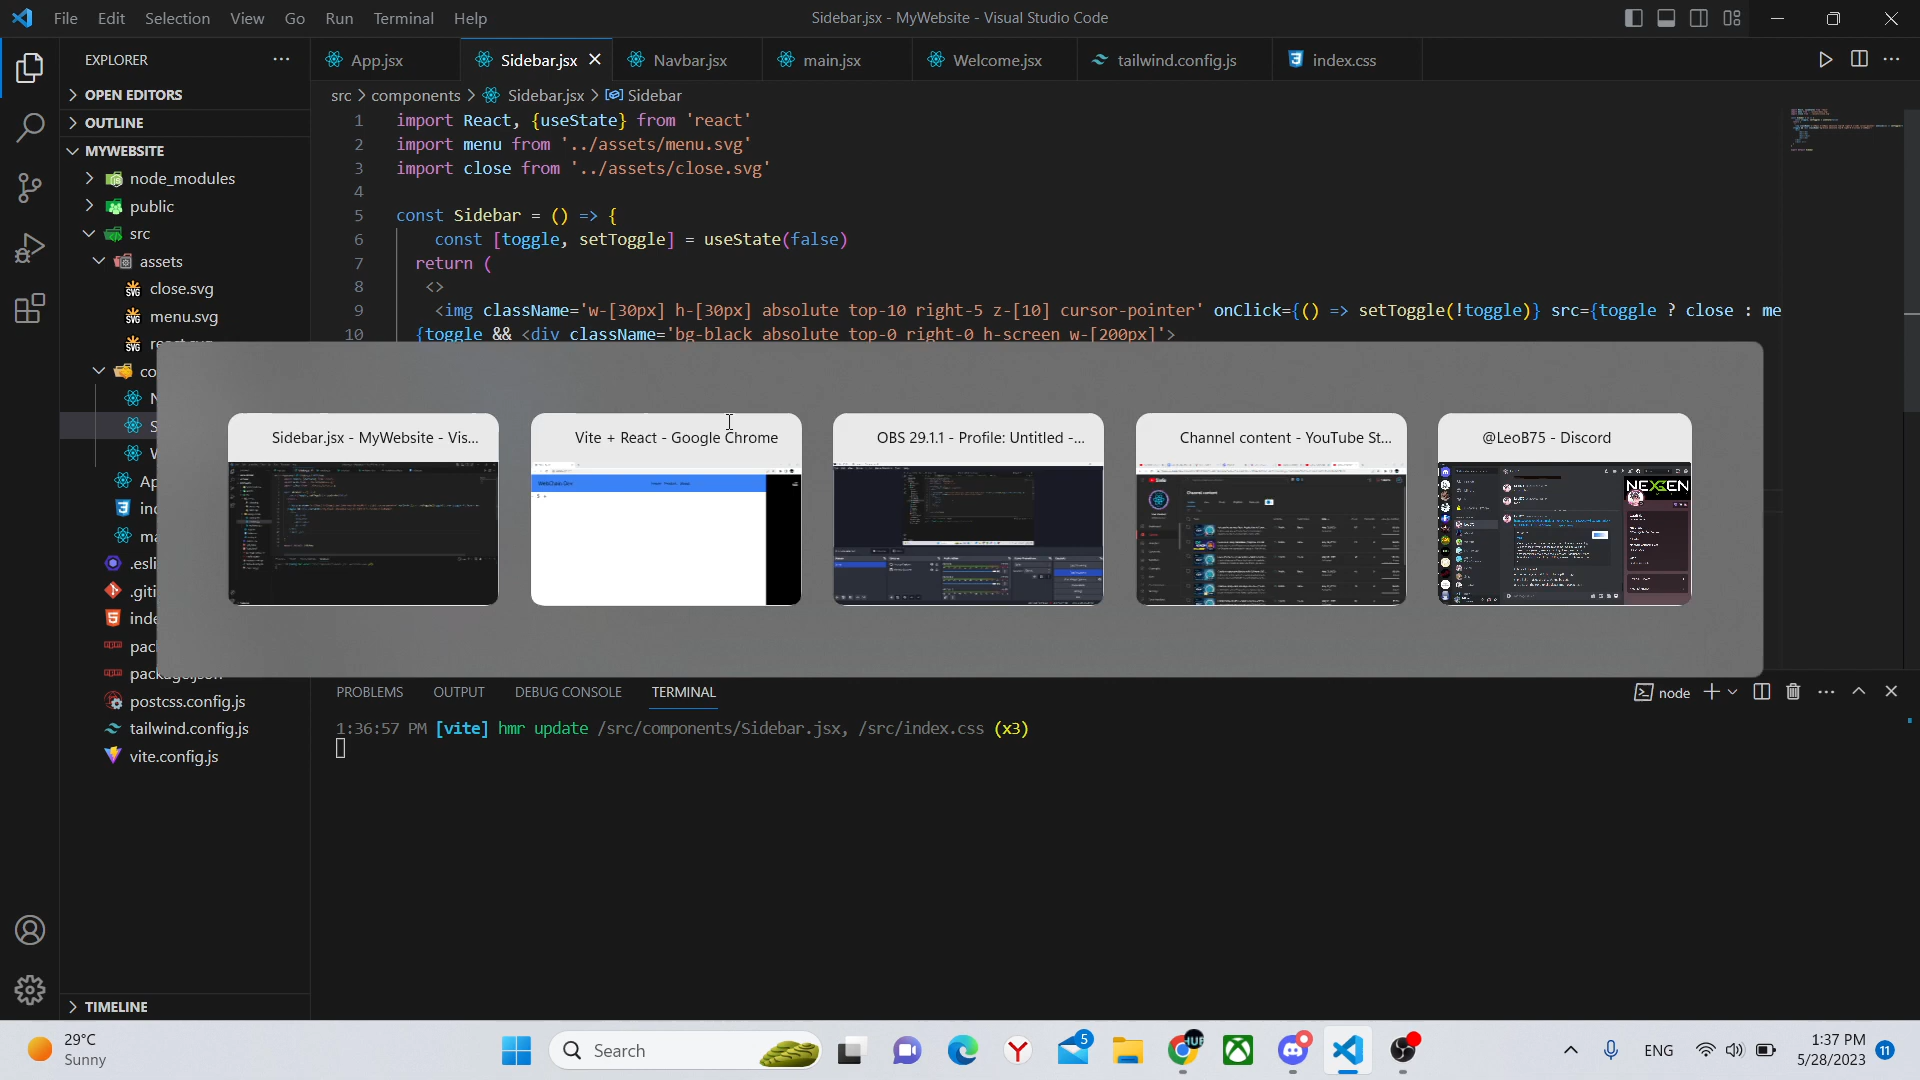 File Edit Selection View Go Run Terminal Help
Sidebar.jsx - MyWebsite - Visual Studio Code
EXPLORER
OPEN EDITORS
OUTLINE
MYWEBSITE
node_modules
public
src
assets
close.svg
menu.svg
postcss.config.js
tailwind.config.js
vite.config.js
TIMELINE
App.jsx Sidebar.jsx Navbar.jsx main.jsx Welcome.jsx tailwind.config.js index.css
src > components > Sidebar.jsx > Sidebar
1 import React, {useState} from 'react'
2 import menu from '../assets/menu.svg'
3 import close from '../assets/close.svg'
4
5 const Sidebar = () => {
6 const [toggle, setToggle] = useState(false)
7 return (
8 <>
9 <img className='w-[30px] h-[30px] absolute top-10 right-5 z-[10] cursor-pointer' onClick={() => setToggle(!toggle)} src={toggle ? close : me
10 {toggle && <div className='bg-black absolute top-0 right-0 h-screen w-[200px]'>
Sidebar.jsx - MyWebsite - Vis...
Vite + React - Google Chrome
OBS 29.1.1 - Profile: Untitled -...
Channel content - YouTube St...
@LeoB75 - Discord
WebChain.Dev
Channel content
NEXGEN
PROBLEMS OUTPUT DEBUG CONSOLE TERMINAL
node
1:36:57 PM [vite] hmr update /src/components/Sidebar.jsx, /src/index.css (x3)
29°C
Sunny
Search
5
HUB
ENG
1:37 PM
5/28/2023
11